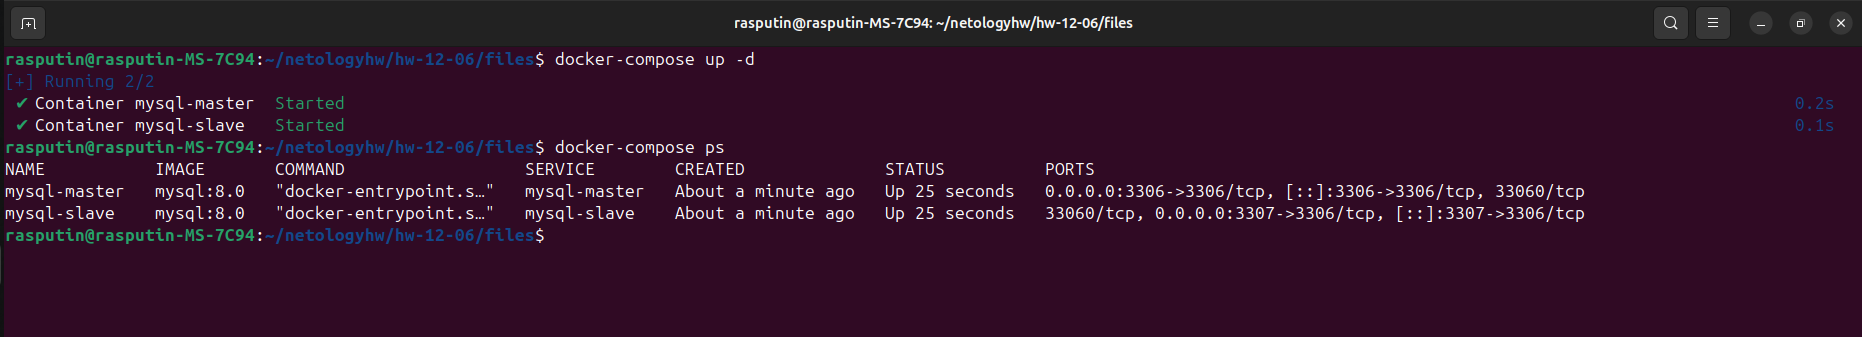 rasputin@rasputin-MS-7C94: ~/netologyhw/hw-12-06/files
rasputin@rasputin-MS-7C94:~/netologyhw/hw-12-06/files$ docker-compose up -d
[+] Running 2/2
✔ Container mysql-master  Started  0.2s
✔ Container mysql-slave   Started  0.1s
rasputin@rasputin-MS-7C94:~/netologyhw/hw-12-06/files$ docker-compose ps
NAME           IMAGE       COMMAND                  SERVICE        CREATED              STATUS          PORTS
mysql-master   mysql:8.0   "docker-entrypoint.s…"   mysql-master   About a minute ago   Up 25 seconds   0.0.0.0:3306->3306/tcp, [::]:3306->3306/tcp, 33060/tcp
mysql-slave    mysql:8.0   "docker-entrypoint.s…"   mysql-slave    About a minute ago   Up 25 seconds   33060/tcp, 0.0.0.0:3307->3306/tcp, [::]:3307->3306/tcp
rasputin@rasputin-MS-7C94:~/netologyhw/hw-12-06/files$